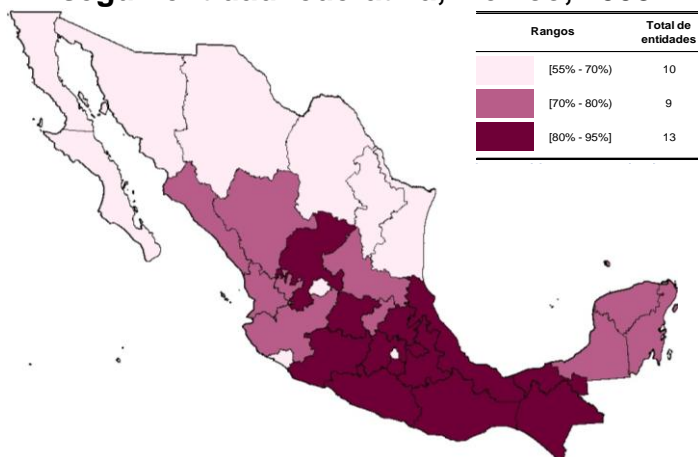 Rangos Total de entidades
[55% - 70%) 10
[70% - 80%) 9
[80% - 95%] 13